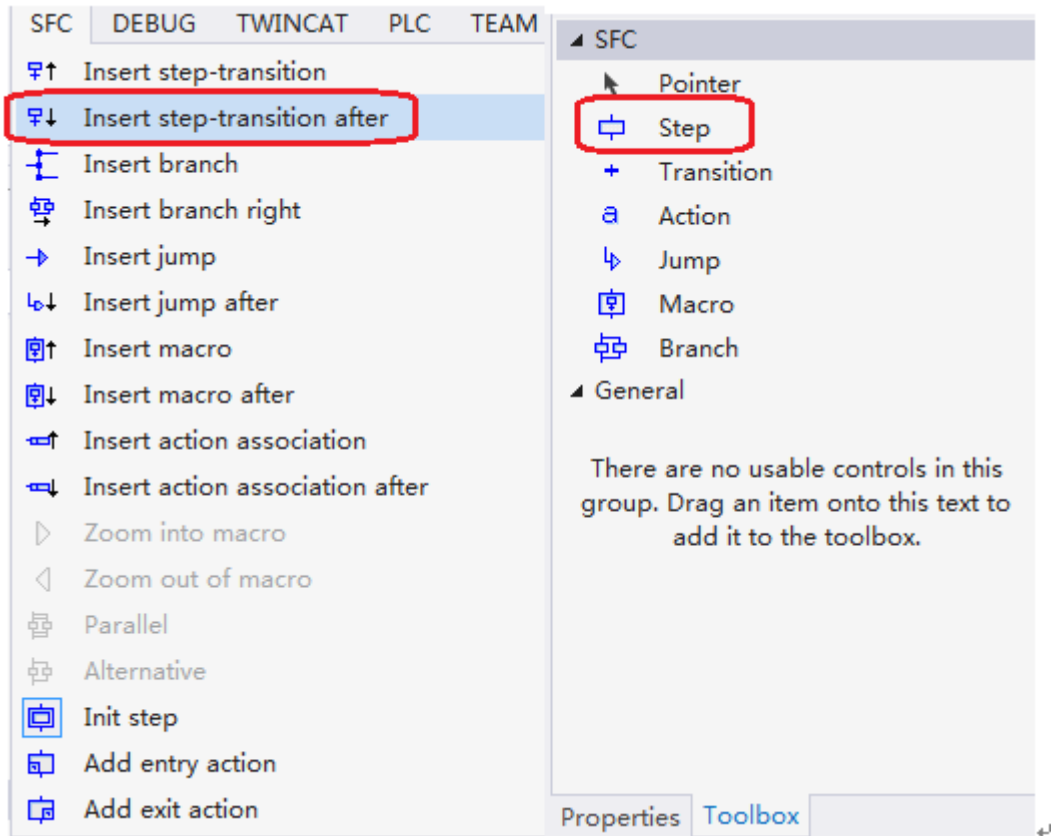 SFC DEBUG TWINCAT PLC TEAM
Insert step-transition
Insert step-transition after
Insert branch
Insert branch right
Insert jump
Insert jump after
Insert macro
Insert macro after
Insert action association
Insert action association after
Zoom into macro
Zoom out of macro
Parallel
Alternative
Init step
Add entry action
Add exit action
SFC
Pointer
Step
Transition
Action
Jump
Macro
Branch
General
There are no usable controls in this
group. Drag an item onto this text to
add it to the toolbox.
Properties Toolbox